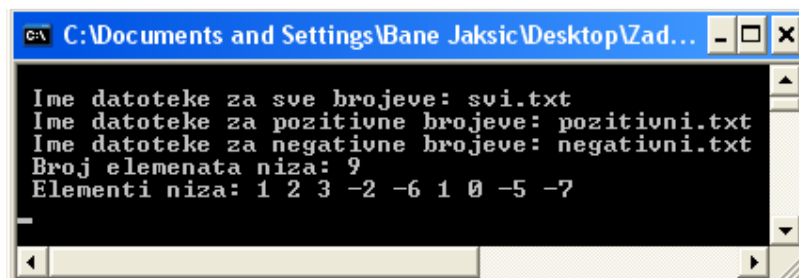 C:\Documents and Settings\Bane Jaksic\Desktop\Zad...
Ime datoteke za sve brojeve: svi.txt
Ime datoteke za pozitivne brojeve: pozitivni.txt
Ime datoteke za negativne brojeve: negativni.txt
Broj elemenata niza: 9
Elementi niza: 1 2 3 -2 -6 1 0 -5 -7